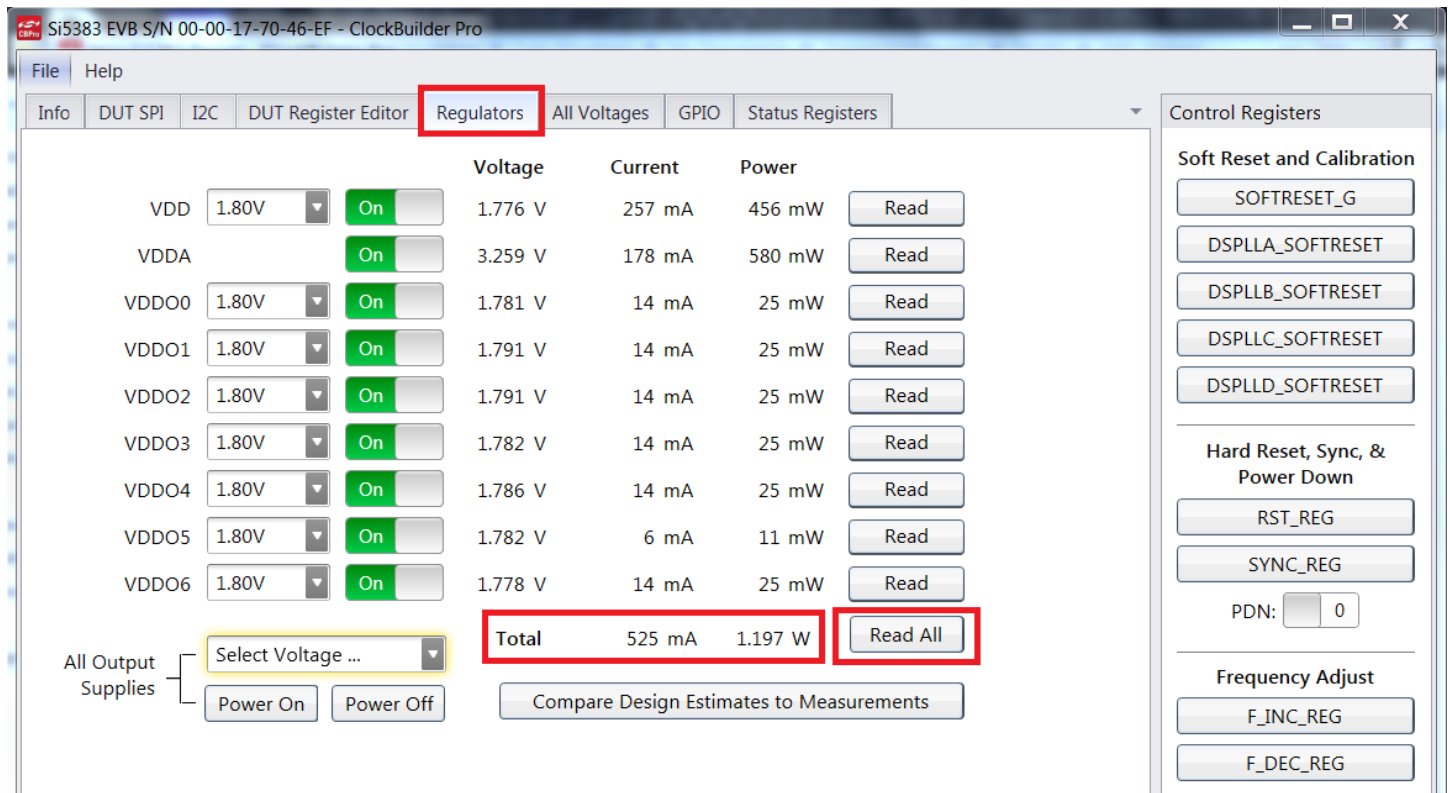 CBPro Si5383 EVB S/N 00-00-17-70-46-EF - ClockBuilder Pro X
File Help
Info DUT SPI I2C DUT Register Editor Regulators All Voltages GPIO Status Registers
Voltage Current Power
VDD 1.80V On 1.776 V 257 mA 456 mW Read
VDDA On 3.259 V 178 mA 580 mW Read
VDDO0 1.80V On 1.781 V 14 mA 25 mW Read
VDDO1 1.80V On 1.791 V 14 mA 25 mW Read
VDDO2 1.80V On 1.791 V 14 mA 25 mW Read
VDDO3 1.80V On 1.782 V 14 mA 25 mW Read
VDDO4 1.80V On 1.786 V 14 mA 25 mW Read
VDDO5 1.80V On 1.782 V 6 mA 11 mW Read
VDDO6 1.80V On 1.778 V 14 mA 25 mW Read
Total 525 mA 1.197 W Read All
All Output
Supplies
Select Voltage ...
Power On Power Off
Compare Design Estimates to Measurements
Control Registers
Soft Reset and Calibration
SOFTRESET_G
DSPLLA_SOFTRESET
DSPLLB_SOFTRESET
DSPLLC_SOFTRESET
DSPLLD_SOFTRESET
Hard Reset, Sync, &
Power Down
RST_REG
SYNC_REG
PDN: 0
Frequency Adjust
F_INC_REG
F_DEC_REG